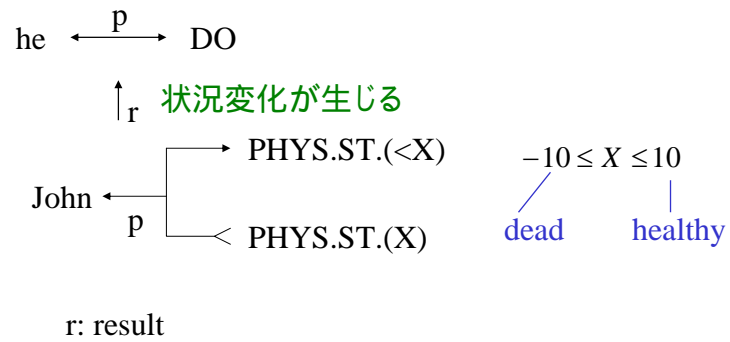 p
he DO
r 状況変化が生じる
PHYS.ST.(<X) −10 ≤ X ≤ 10
John
p PHYS.ST.(X) dead healthy
r: result